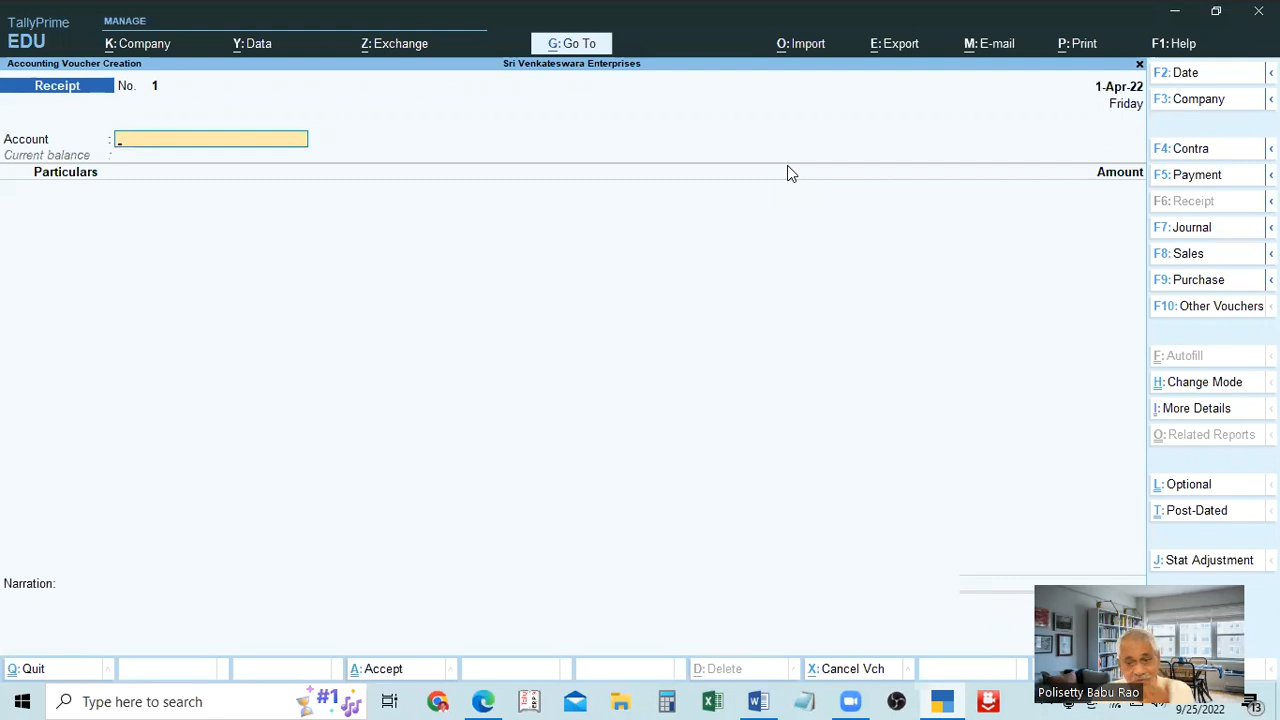 TallyPrime
EDU
MANAGE
K: Company
Y: Data
Z: Exchange
G: Go To
O: Import
E: Export
M: E-mail
P: Print
F1: Help
Accounting Voucher Creation
Sri Venkateswara Enterprises
Receipt
No. 1
1-Apr-22
Friday
Account :
Current balance :
Particulars
Amount
F2: Date
F3: Company
F4: Contra
F5: Payment
F6: Receipt
F7: Journal
F8: Sales
F9: Purchase
F10: Other Vouchers
F: Autofill
H: Change Mode
I: More Details
O: Related Reports
L: Optional
T: Post-Dated
J: Stat Adjustment
Narration:
Q: Quit
A: Accept
D: Delete
X: Cancel Vch
Polisetty Babu Rao
Type here to search
#1
9/25/2022
13